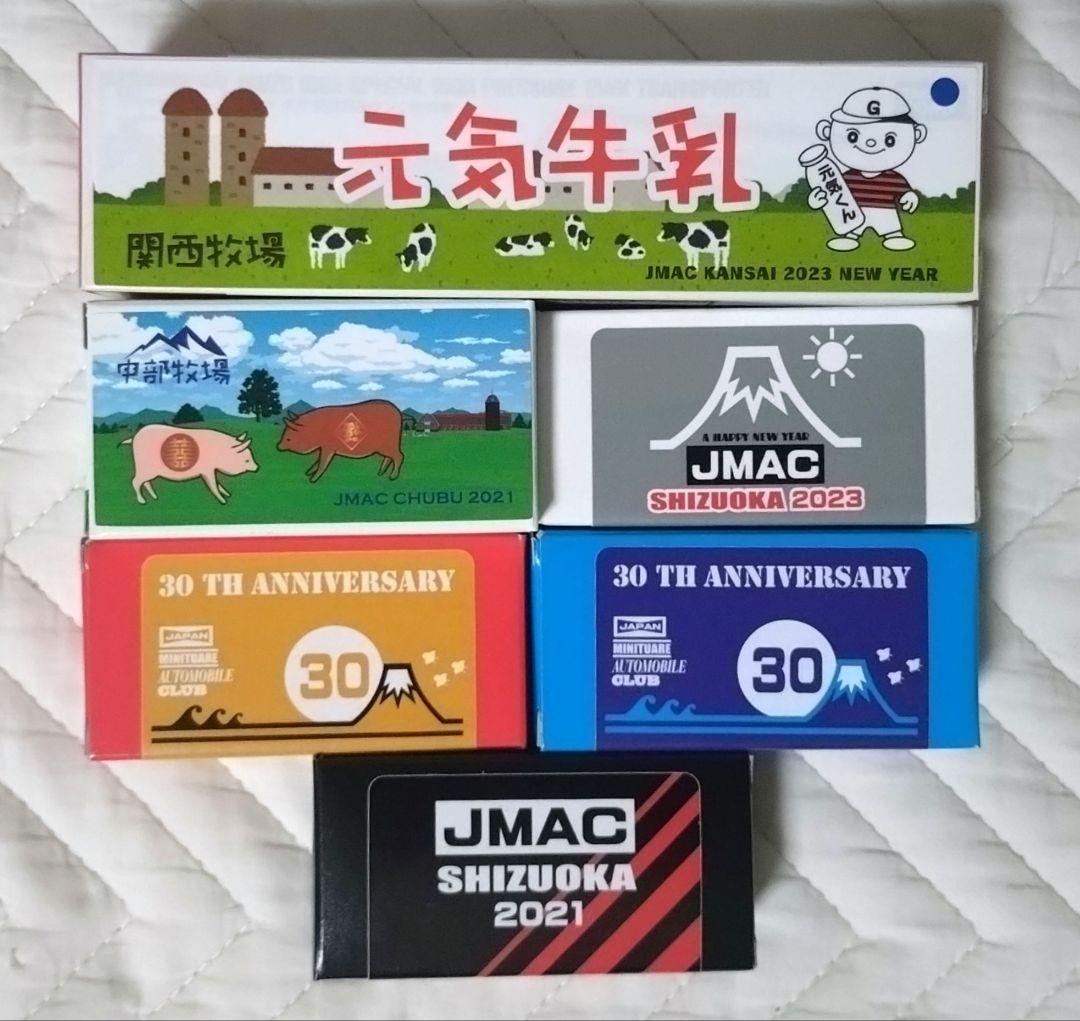 元気牛乳
G
元気くん
関西牧場
JMAC KANSAI 2023 NEW YEAR
中部牧場
JMAC CHUBU 2021
A HAPPY NEW YEAR
JMAC
SHIZUOKA 2023
30 TH ANNIVERSARY
JAPAN
MINITUARE
AUTOMOBILE
CLUB
30
30 TH ANNIVERSARY
JAPAN
MINITUARE
AUTOMOBILE
CLUB
30
JMAC
SHIZUOKA
2021